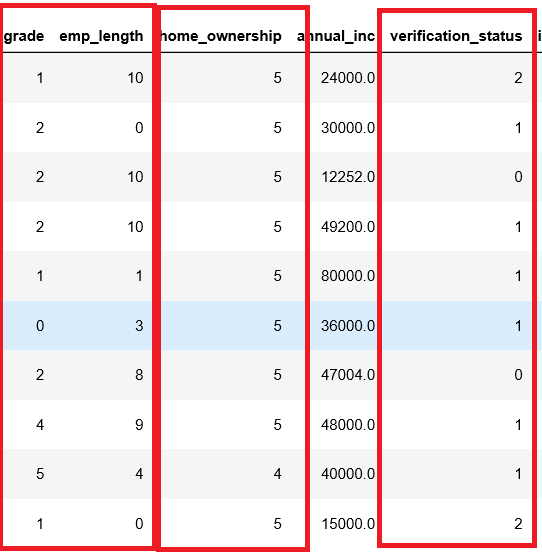 grade emp_length home_ownership annual_inc verification_status
1 10 5 24000.0 2
2 0 5 30000.0 1
2 10 5 12252.0 0
2 10 5 49200.0 1
1 1 5 80000.0 1
0 3 5 36000.0 1
2 8 5 47004.0 0
4 9 5 48000.0 1
5 4 4 40000.0 1
1 0 5 15000.0 2